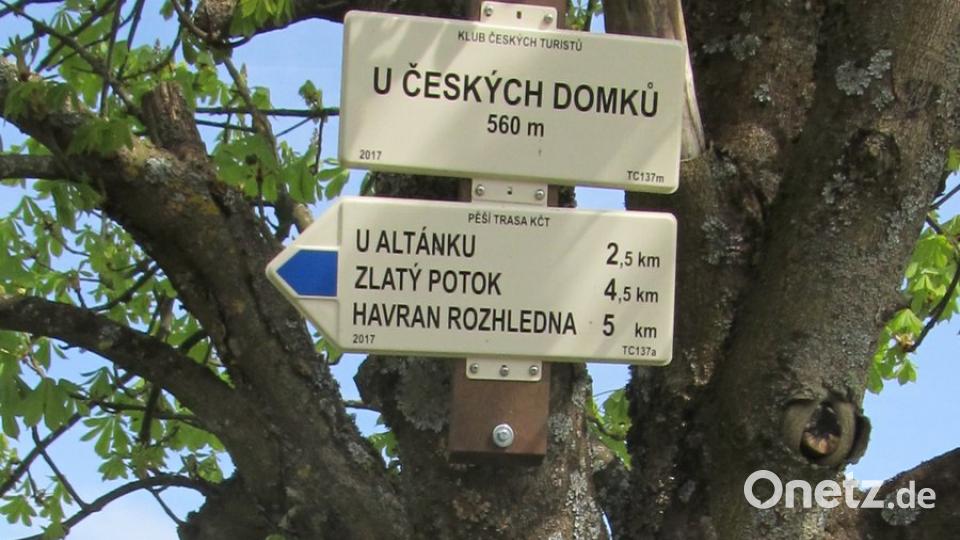 KLUB ČESKÝCH TURISTŮ
U ČESKÝCH DOMKŮ
560 m
2017 TC137m
PĚŠÍ TRASA KČT
U ALTÁNKU 2,5 km
ZLATÝ POTOK 4,5 km
HAVRAN ROZHLEDNA 5 km
2017 TC137a
Onetz.de